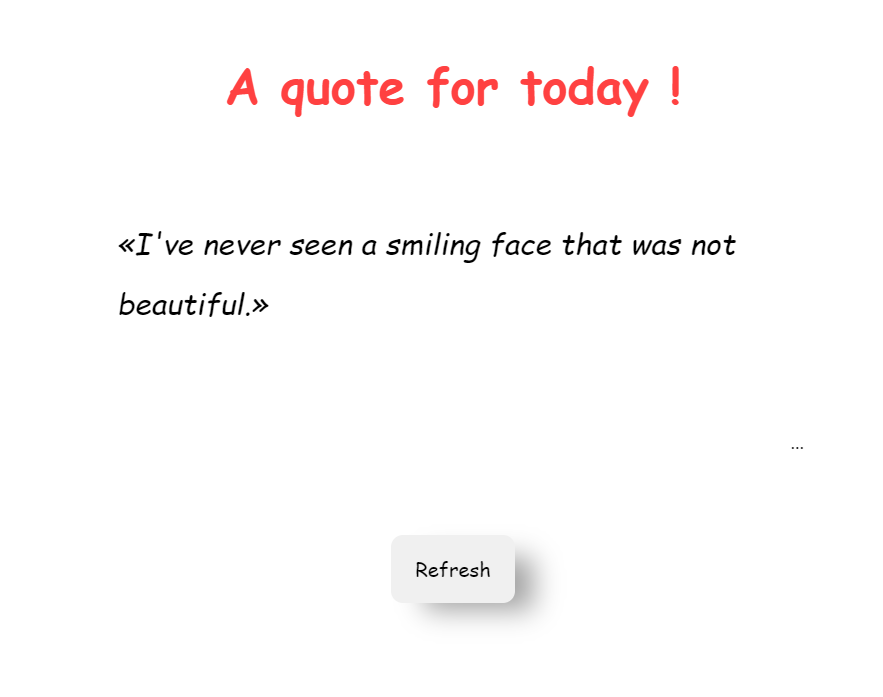 A quote for today !
«I've never seen a smiling face that was not
beautiful.»
...
Refresh